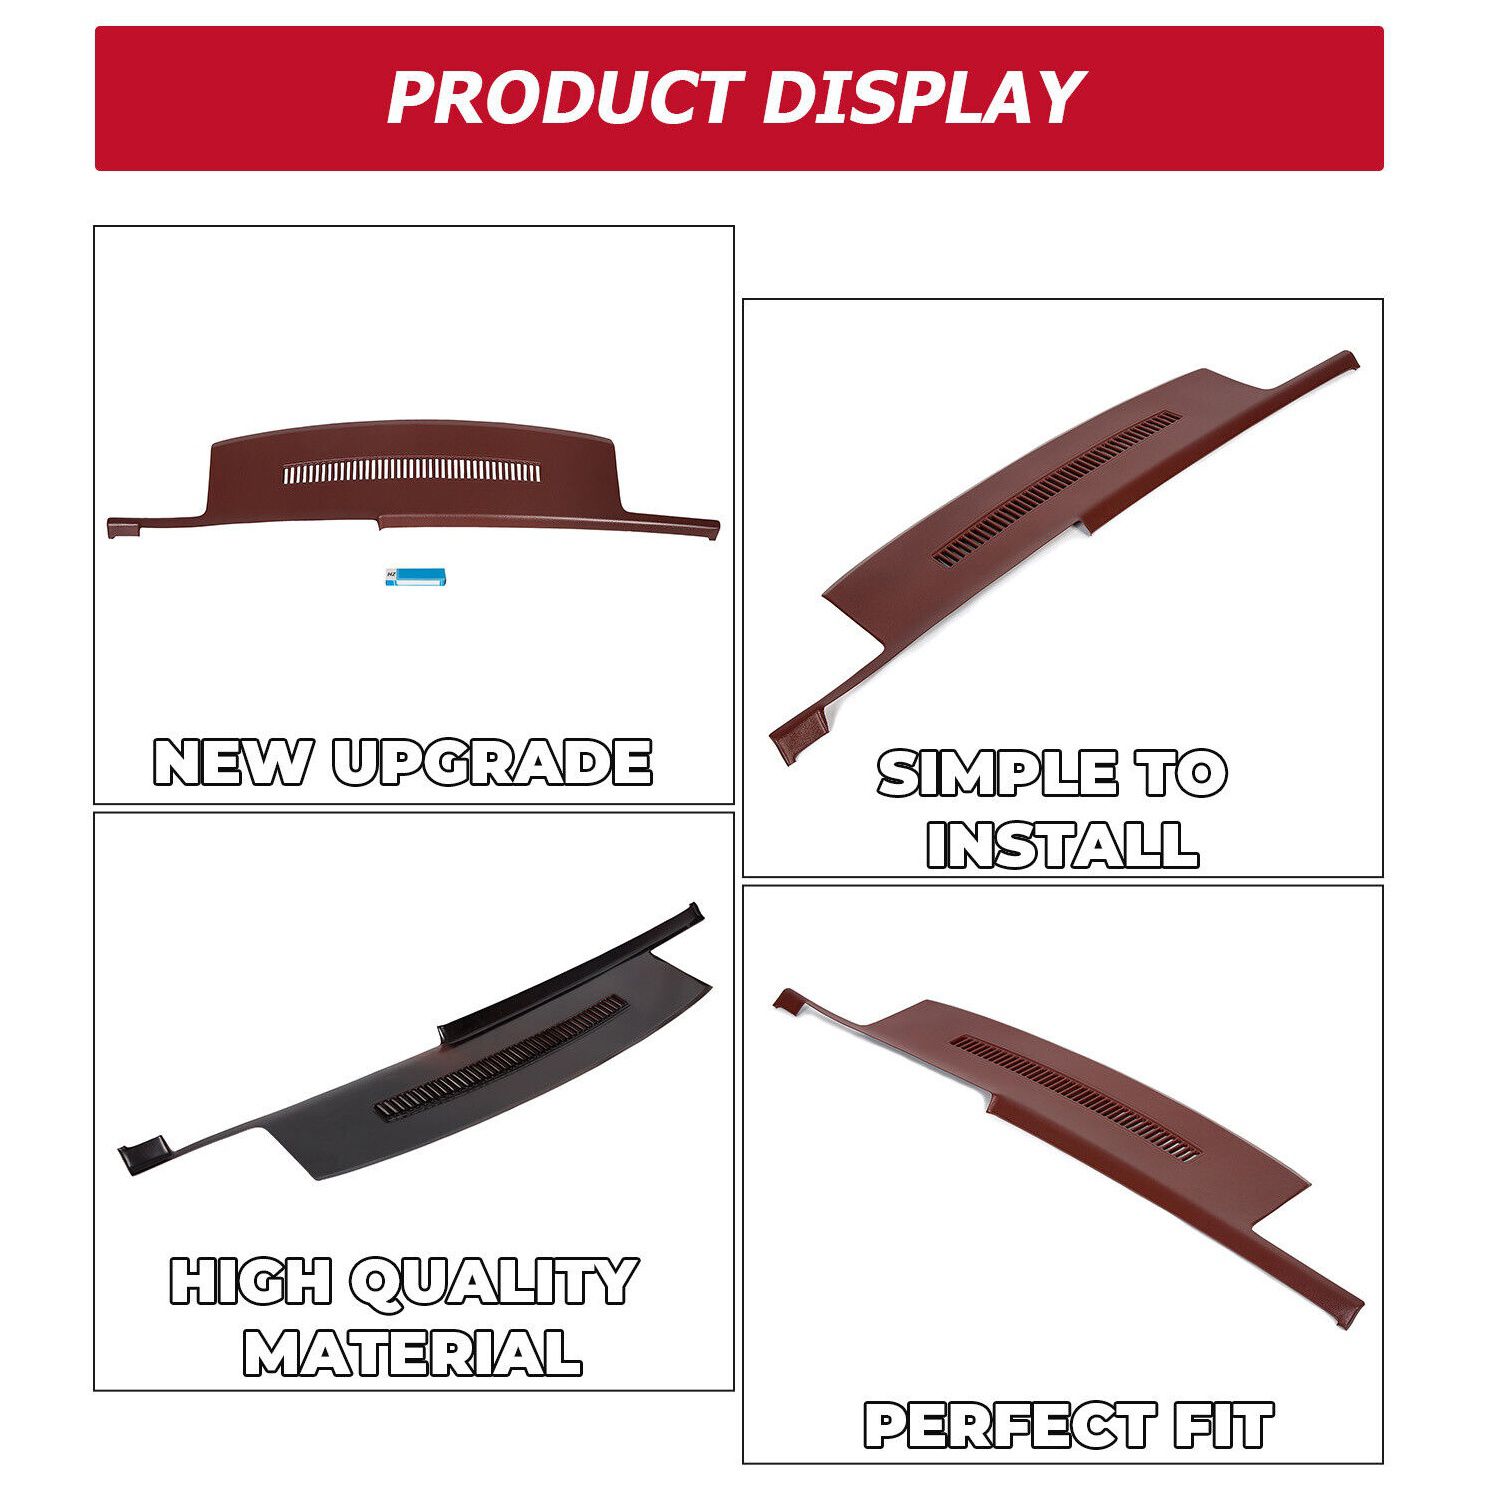 PRODUCT DISPLAY
NEW UPGRADE
SIMPLE TO
INSTALL
HIGH QUALITY
MATERIAL
PERFECT FIT